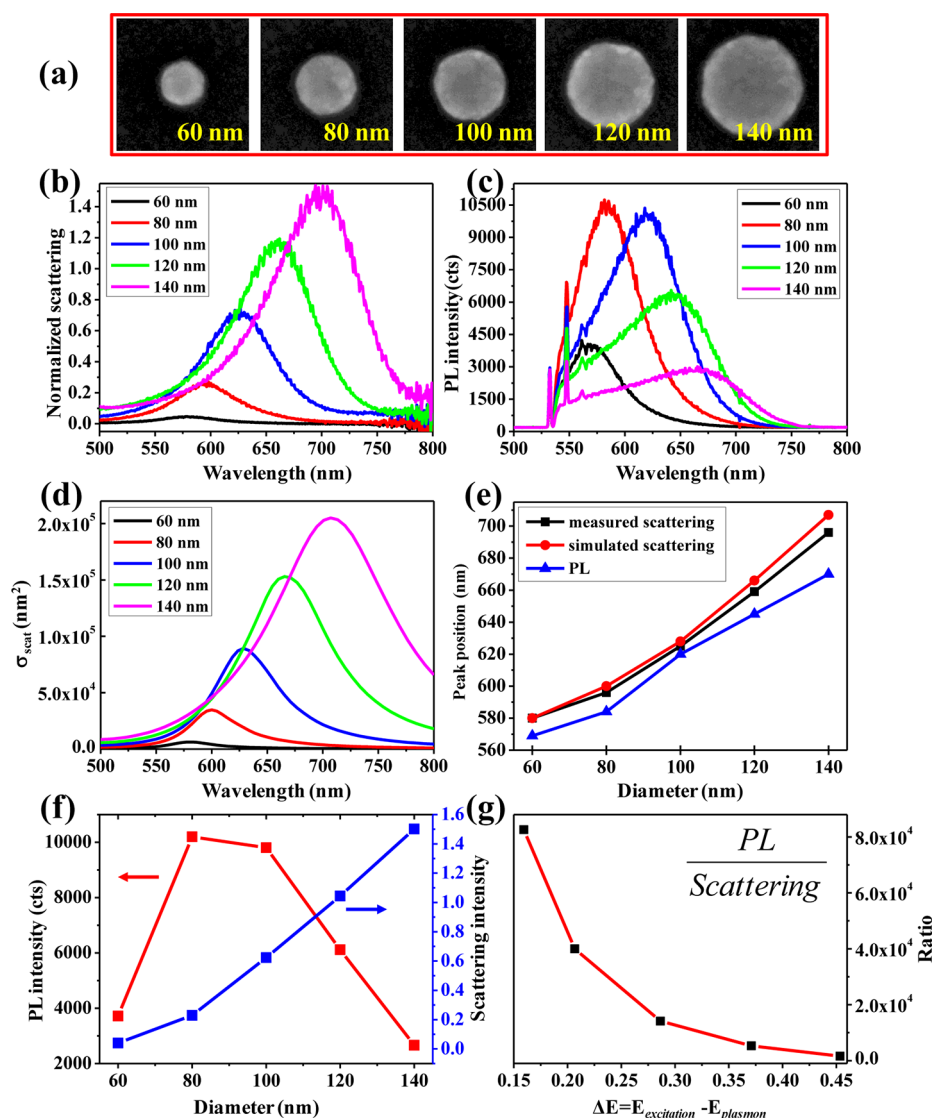 (a)
60 nm
80 nm
100 nm
120 nm
140 nm
(b)
Normalized scattering
1.4
1.2
1.0
0.8
0.6
0.4
0.2
0.0
60 nm
80 nm
100 nm
120 nm
140 nm
500 550 600 650 700 750 800
Wavelength (nm)
(c)
PL intensity(cts)
10500
9000
7500
6000
4500
3000
1500
0
60 nm
80 nm
100 nm
120 nm
140 nm
500 550 600 650 700 750 800
Wavelength (nm)
(d)
σscat (nm²)
2.0x10⁵
1.5x10⁵
1.0x10⁵
5.0x10⁴
0.0
60 nm
80 nm
100 nm
120 nm
140 nm
500 550 600 650 700 750 800
Wavelength (nm)
(e)
Peak position (nm)
700
680
660
640
620
600
580
560
measured scattering
simulated scattering
PL
60 80 100 120 140
Diameter (nm)
(f)
PL intensity (cts)
10000
8000
6000
4000
2000
1.6
1.4
1.2
1.0
0.8
0.6
0.4
0.2
0.0
Scattering intensity
60 80 100 120 140
Diameter (nm)
(g)
PL
Scattering
8.0x10⁴
6.0x10⁴
4.0x10⁴
2.0x10⁴
0.0
Ratio
0.15 0.20 0.25 0.30 0.35 0.40 0.45
ΔE=Eexcitation -Eplasmon